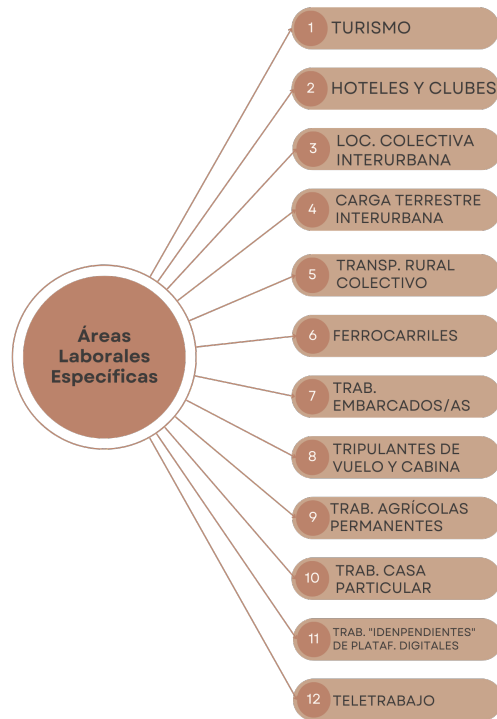 Áreas
Laborales
Específicas
1 TURISMO
2 HOTELES Y CLUBES
3 LOC. COLECTIVA
INTERURBANA
4 CARGA TERRESTRE
INTERURBANA
5 TRANSP. RURAL
COLECTIVO
6 FERROCARRILES
7 TRAB.
EMBARCADOS/AS
8 TRIPULANTES DE
VUELO Y CABINA
9 TRAB. AGRÍCOLAS
PERMANENTES
10 TRAB. CASA
PARTICULAR
11 TRAB. "IDENPENDIENTES"
DE PLATAF. DIGITALES
12 TELETRABAJO